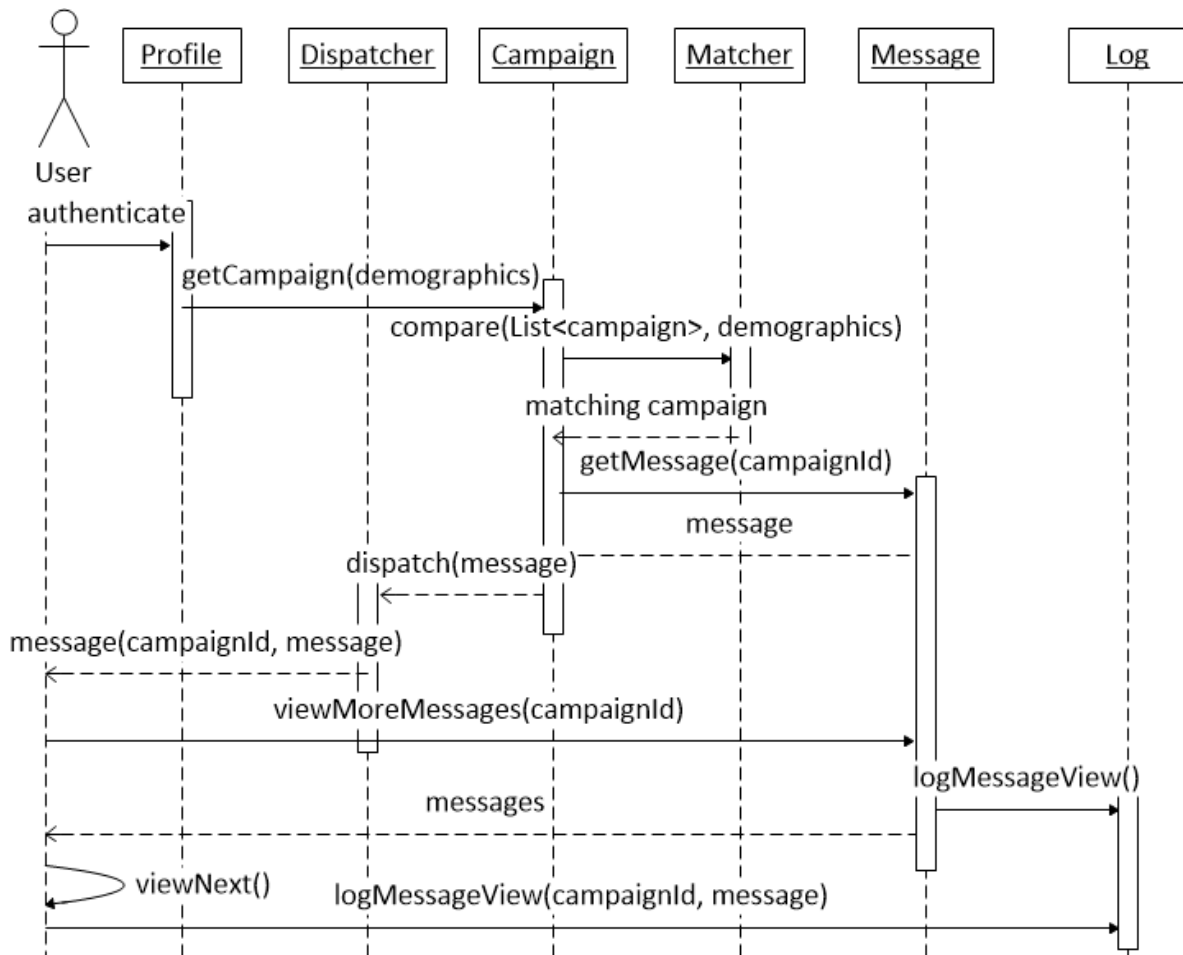 Profile
Dispatcher
Campaign
Matcher
Message
Log
User
authenticate
getCampaign(demographics)
compare(List<campaign>, demographics)
matching campaign
getMessage(campaignId)
message
dispatch(message)
message(campaignId, message)
viewMoreMessages(campaignId)
logMessageView()
messages
viewNext()
logMessageView(campaignId, message)